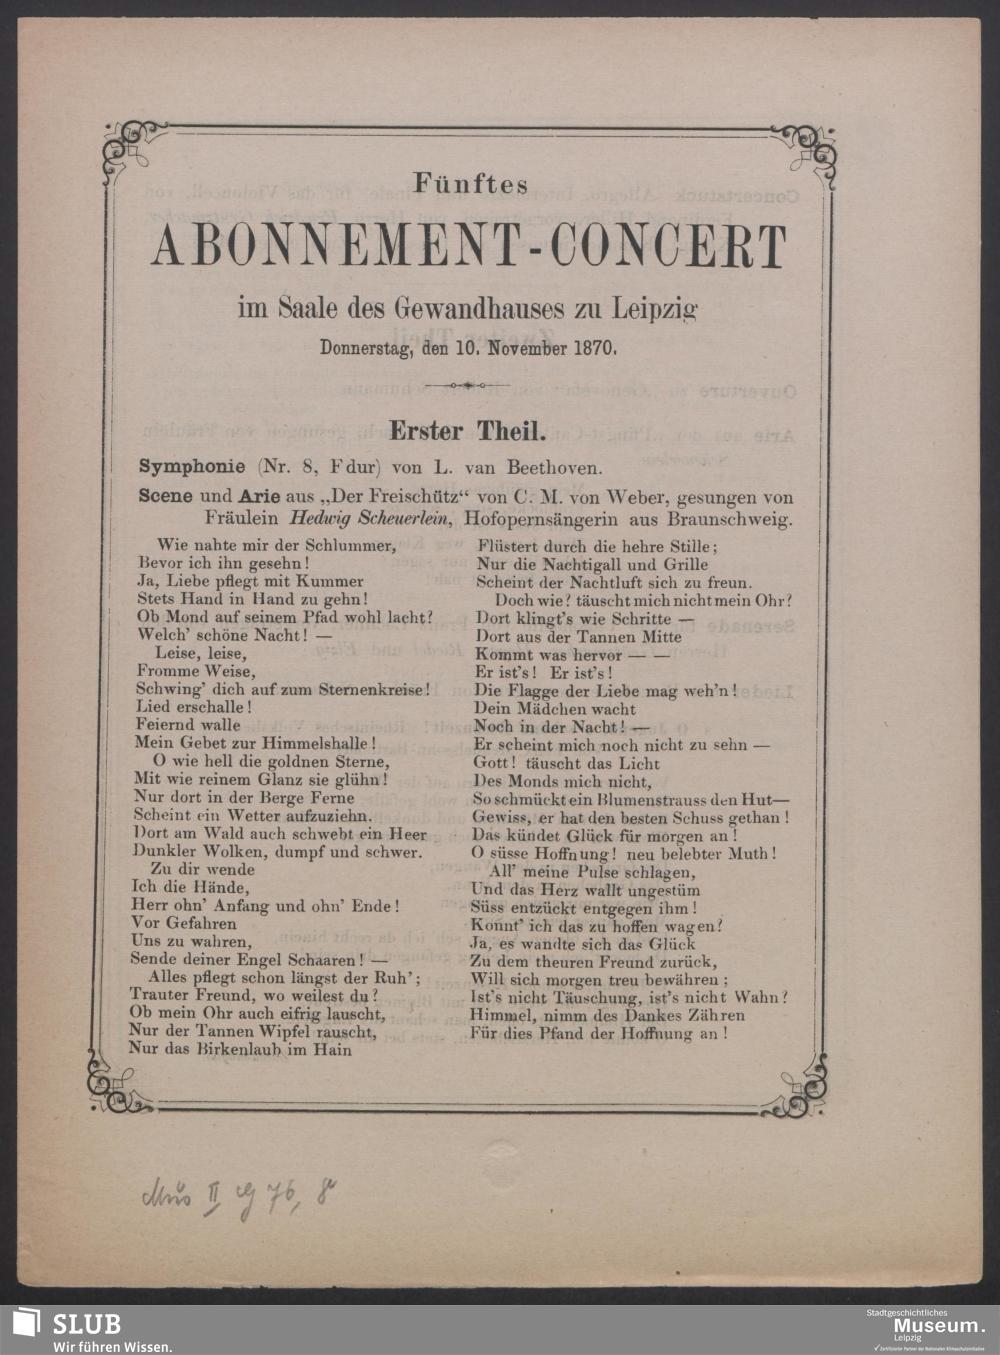 Fünftes
ABONNEMENT-CONCERT
im Saale des Gewandhauses zu Leipzig
Donnerstag, den 10. November 1870.
Erster Theil.
Symphonie (Nr. 8, F dur) von L. van Beethoven.
Scene und Arie aus „Der Freischütz“ von C. M. von Weber, gesungen von
Fräulein Hedwig Scheuerlein, Hofopernsängerin aus Braunschweig.
Wie nahte mir der Schlummer,
Bevor ich ihn gesehn!
Ja, Liebe pflegt mit Kummer
Stets Hand in Hand zu gehn!
Ob Mond auf seinem Pfad wohl lacht?
Welch' schöne Nacht! —
Leise, leise,
Fromme Weise,
Schwing' dich auf zum Sternenkreise!
Lied erschalle!
Feiernd walle
Mein Gebet zur Himmelshalle!
O wie hell die goldnen Sterne,
Mit wie reinem Glanz sie glühn!
Nur dort in der Berge Ferne
Scheint ein Wetter aufzuziehn.
Dort am Wald auch schwebt ein Heer
Dunkler Wolken, dumpf und schwer.
Zu dir wende
Ich die Hände,
Herr ohn' Anfang und ohn' Ende!
Vor Gefahren
Uns zu wahren,
Sende deiner Engel Schaaren! —
Alles pflegt schon längst der Ruh';
Trauter Freund, wo weilest du?
Ob mein Ohr auch eifrig lauscht,
Nur der Tannen Wipfel rauscht,
Nur das Birkenlaub im Hain
Flüstert durch die hehre Stille;
Nur die Nachtigall und Grille
Scheint der Nachtluft sich zu freun.
Doch wie? täuscht mich nicht mein Ohr?
Dort klingt's wie Schritte —
Dort aus der Tannen Mitte
Kommt was hervor — —
Er ist's! Er ist's!
Die Flagge der Liebe mag weh'n!
Dein Mädchen wacht
Noch in der Nacht! —
Er scheint mich noch nicht zu sehn —
Gott! täuscht das Licht
Des Monds mich nicht,
So schmückt ein Blumenstrauss den Hut—
Gewiss, er hat den besten Schuss gethan!
Das kündet Glück für morgen an!
O süsse Hoffnung! neu belebter Muth!
All' meine Pulse schlagen,
Und das Herz wallt ungestüm
Süss entzückt entgegen ihm!
Konnt' ich das zu hoffen wagen?
Ja, es wandte sich das Glück
Zu dem theuren Freund zurück,
Will sich morgen treu bewähren;
Ist's nicht Täuschung, ist's nicht Wahn?
Himmel, nimm des Dankes Zähren
Für dies Pfand der Hoffnung an!
II 76, 8
SLUB
Wir führen Wissen.
Stadtgeschichtliches
Museum.
Leipzig
Zertifizierter Partner der Nationalen Klimaschutzinitiative